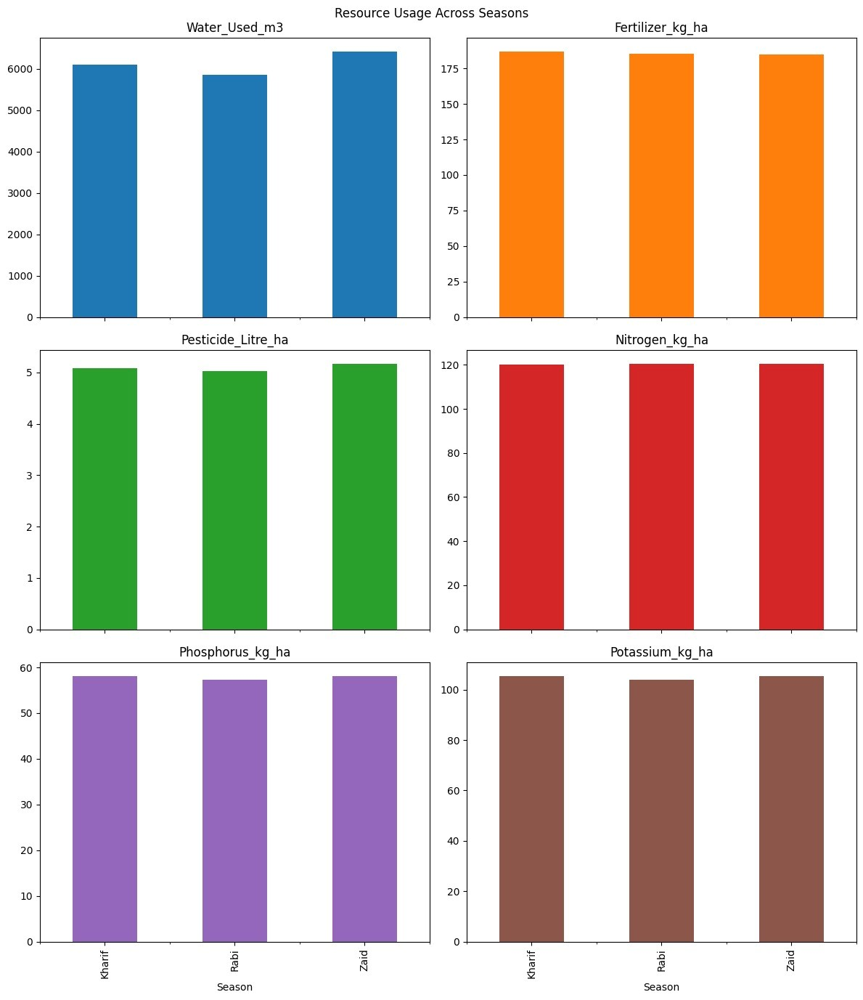 Resource Usage Across Seasons
Water_Used_m3
6000
5000
4000
3000
2000
1000
0
Fertilizer_kg_ha
175
150
125
100
75
50
25
0
Pesticide_Litre_ha
5
4
3
2
1
0
Nitrogen_kg_ha
120
100
80
60
40
20
0
Phosphorus_kg_ha
60
50
40
30
20
10
0
Kharif
Rabi
Zaid
Season
Potassium_kg_ha
100
80
60
40
20
0
Kharif
Rabi
Zaid
Season